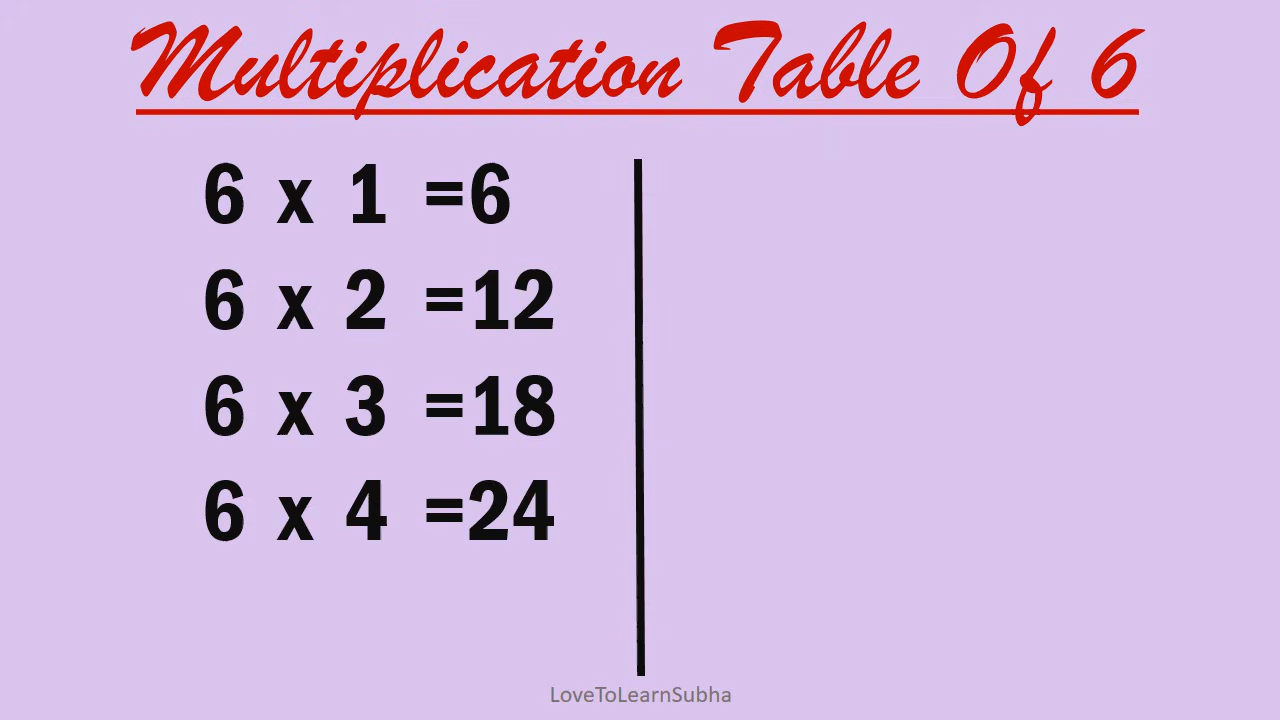 Multiplication Table Of 6
6 x 1 =6
6 x 2 =12
6 x 3 =18
6 x 4 =24
LoveToLearnSubha